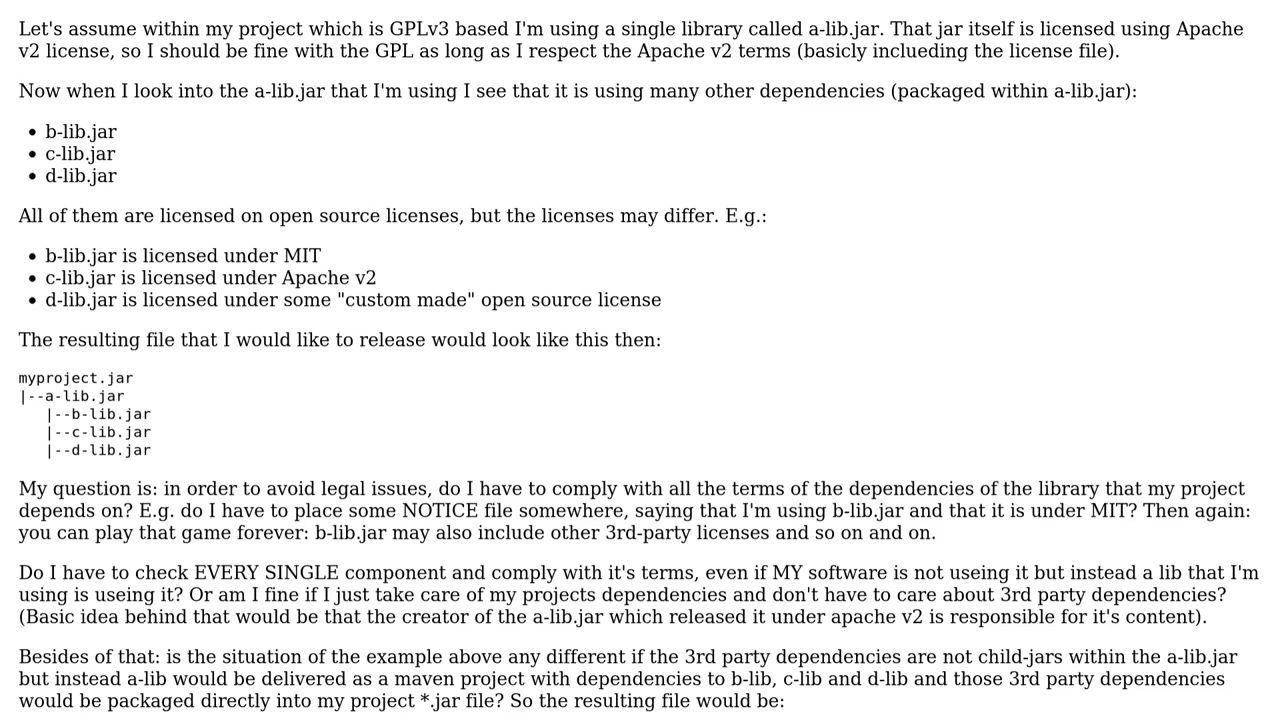 Let's assume within my project which is GPLv3 based I'm using a single library called a-lib.jar. That jar itself is licensed using Apache
v2 license, so I should be fine with the GPL as long as I respect the Apache v2 terms (basicly inclueding the license file).
Now when I look into the a-lib.jar that I'm using I see that it is using many other dependencies (packaged within a-lib.jar):
• b-lib.jar
• c-lib.jar
• d-lib.jar
All of them are licensed on open source licenses, but the licenses may differ. E.g.:
• b-lib.jar is licensed under MIT
• c-lib.jar is licensed under Apache v2
• d-lib.jar is licensed under some "custom made" open source license
The resulting file that I would like to release would look like this then:
myproject.jar
|--a-lib.jar
   |--b-lib.jar
   |--c-lib.jar
   |--d-lib.jar
My question is: in order to avoid legal issues, do I have to comply with all the terms of the dependencies of the library that my project
depends on? E.g. do I have to place some NOTICE file somewhere, saying that I'm using b-lib.jar and that it is under MIT? Then again:
you can play that game forever: b-lib.jar may also include other 3rd-party licenses and so on and on.
Do I have to check EVERY SINGLE component and comply with it's terms, even if MY software is not useing it but instead a lib that I'm
using is useing it? Or am I fine if I just take care of my projects dependencies and don't have to care about 3rd party dependencies?
(Basic idea behind that would be that the creator of the a-lib.jar which released it under apache v2 is responsible for it's content).
Besides of that: is the situation of the example above any different if the 3rd party dependencies are not child-jars within the a-lib.jar
but instead a-lib would be delivered as a maven project with dependencies to b-lib, c-lib and d-lib and those 3rd party dependencies
would be packaged directly into my project *.jar file? So the resulting file would be: